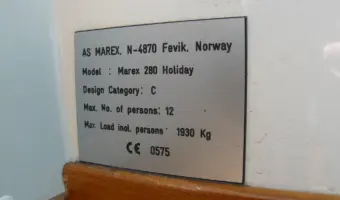 AS MAREX. N-4870 Fevik. Norway
Model : Marex 280 Holiday
Design Category: C
Max. No. of persons: 12
Max. Load incl. persons : 1930 Kg
CE 0575